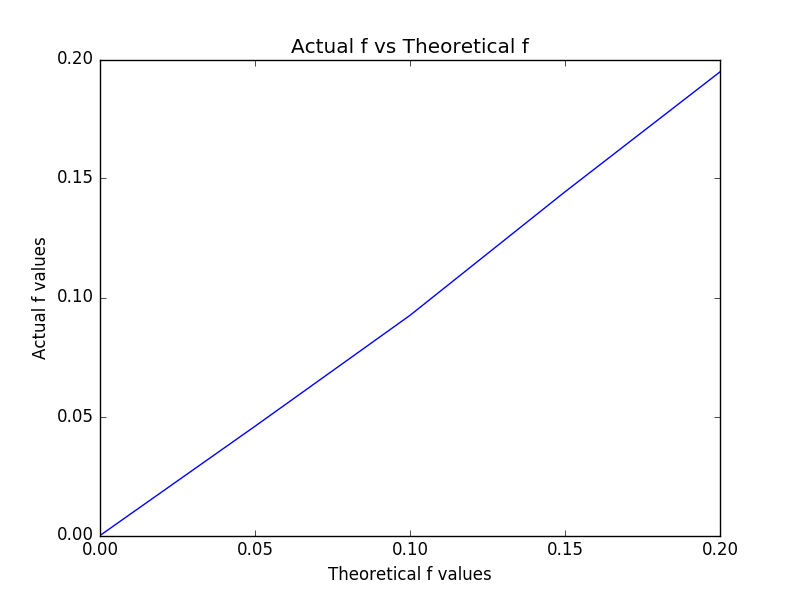 Actual f vs Theoretical f
0.20
0.15
0.10
0.05
0.00
Actual f values
0.00 0.05 0.10 0.15 0.20
Theoretical f values